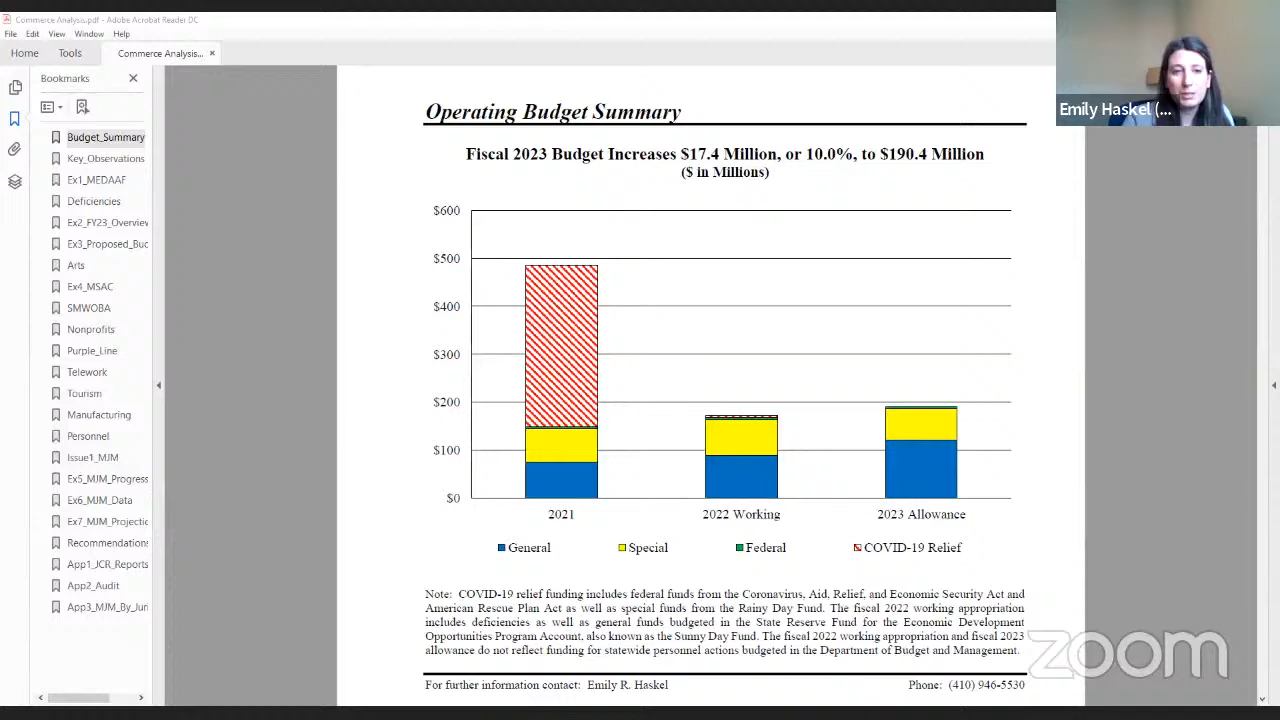 Commerce Analysis.pdf - Adobe Acrobat Reader DC
File Edit View Window Help
Home Tools Commerce Analysis... ×
Bookmarks
Budget_Summary
Key_Observations
Ex1_MEDAAF
Deficiencies
Ex2_FY23_Overview
Ex3_Proposed_Buc
Arts
Ex4_MSAC
SMWOBA
Nonprofits
Purple_Line
Telework
Tourism
Manufacturing
Personnel
Issue1_MJM
Ex5_MJM_Progress
Ex6_MJM_Data
Ex7_MJM_Projectic
Recommendations
App1_JCR_Reports
App2_Audit
App3_MJM_By_Juri
Operating Budget Summary
Fiscal 2023 Budget Increases $17.4 Million, or 10.0%, to $190.4 Million
($ in Millions)
$600
$500
$400
$300
$200
$100
$0
2021 2022 Working 2023 Allowance
General Special Federal COVID-19 Relief
Note: COVID-19 relief funding includes federal funds from the Coronavirus, Aid, Relief, and Economic Security Act and
American Rescue Plan Act as well as special funds from the Rainy Day Fund. The fiscal 2022 working appropriation
includes deficiencies as well as general funds budgeted in the State Reserve Fund for the Economic Development
Opportunities Program Account, also known as the Sunny Day Fund. The fiscal 2022 working appropriation and fiscal 2023
allowance do not reflect funding for statewide personnel actions budgeted in the Department of Budget and Management.
For further information contact: Emily R. Haskel Phone: (410) 946-5530
Emily Haskel (...
zoom